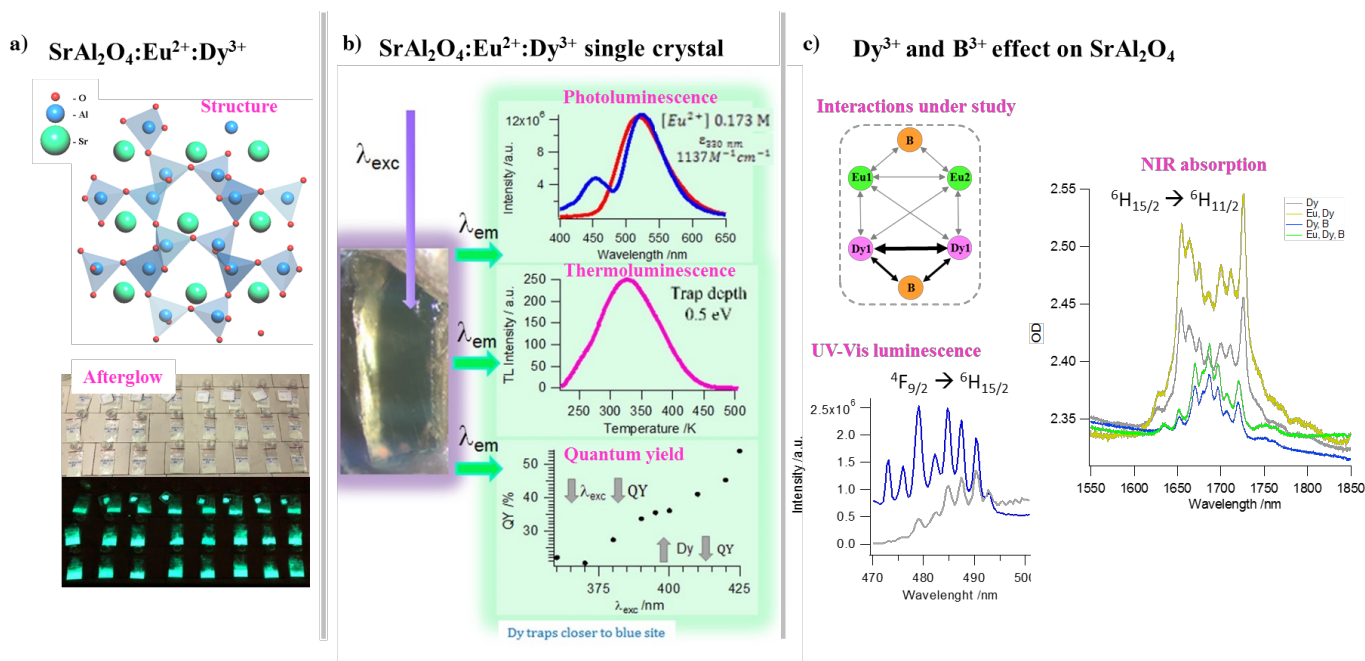 a) SrAl₂O₄:Eu²⁺:Dy³⁺
- O
- Al
- Sr
Structure
Afterglow
b) SrAl₂O₄:Eu²⁺:Dy³⁺ single crystal
λexc
λem
λem
λem
Photoluminescence
[Eu²⁺] 0.173 M
ε330 nm
1137M⁻¹cm⁻¹
12x10⁶
8
4
Intensity /a.u.
400 450 500 550 600 650
Wavelength /nm
Thermoluminescence
Trap depth
0.5 eV
250
200
150
100
50
0
TL Intensity / a.u.
250 300 350 400 450 500
Temperature /K
Quantum yield
λexc QY
Dy QY
50
40
30
QY /%
375 400 425
λexc/nm
Dy traps closer to blue site
c) Dy³⁺ and B³⁺ effect on SrAl₂O₄
Interactions under study
B
Eu1 Eu2
Dy1 Dy1
B
UV-Vis luminescence
⁴F9/2 → ⁶H15/2
2.5x10⁶
2.0
1.5
1.0
0.5
0.0
Intensity /a.u.
470 480 490 500
Wavelenght /nm
NIR absorption
⁶H15/2 → ⁶H11/2
Dy
Eu, Dy
Dy, B
Eu, Dy, B
2.55
2.50
2.45
2.40
2.35
OD
1550 1600 1650 1700 1750 1800 1850
Wavelength /nm